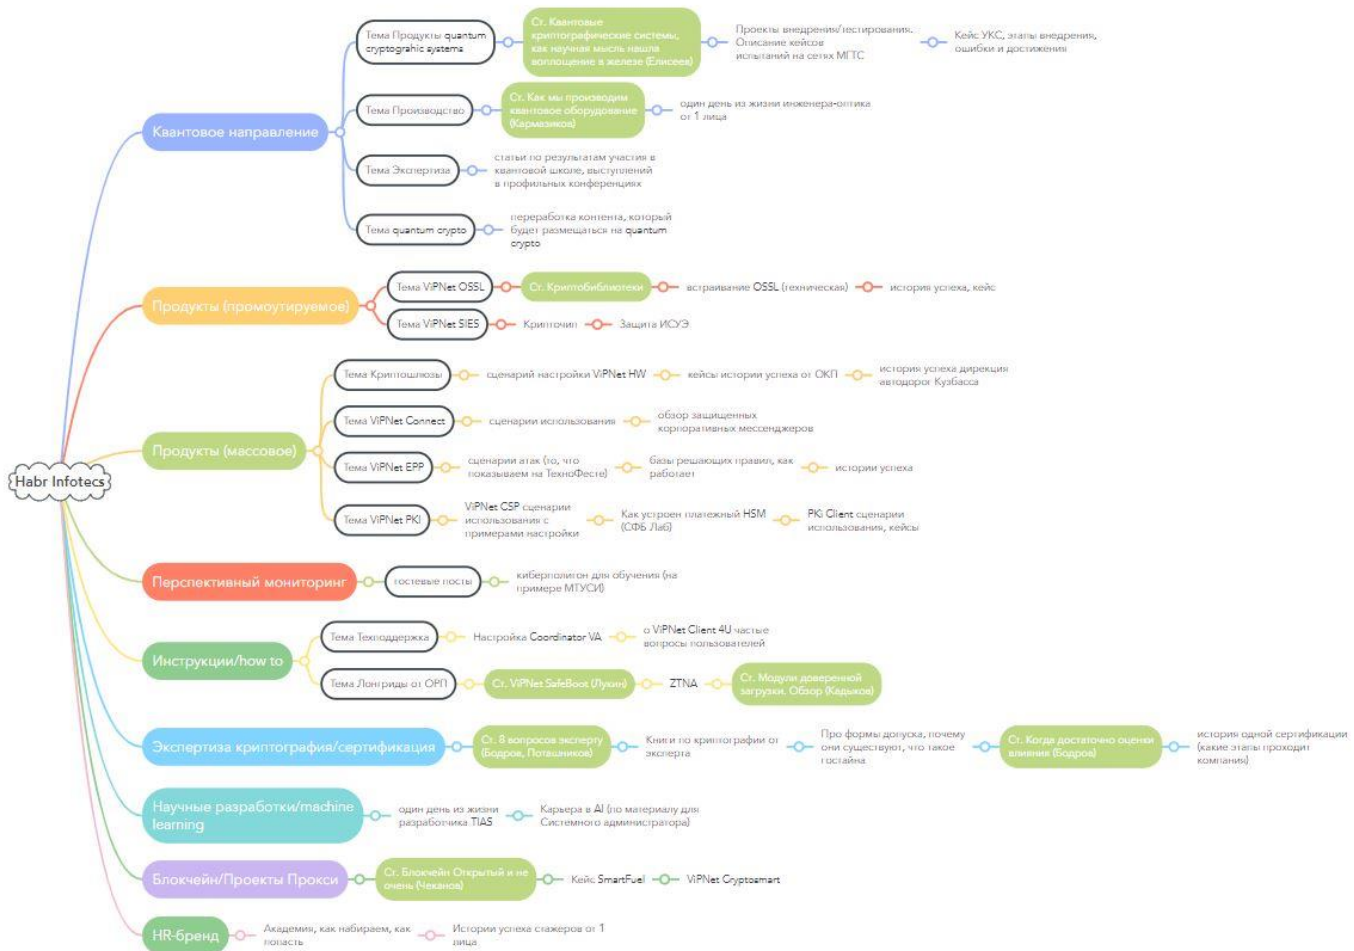 Тема Продукты quantum
cryptograhic systems
Ст. Квантовые
криптографические системы,
как научная мысль нашла
воплощение в железе (Елисеев)
Проекты внедрения/тестирования.
Описание кейсов
испытаний на сетях МГТС
Кейс УКС, этапы внедрения,
ошибки и достижения
Квантовое направление
Тема Производство
Ст. Как мы производим
квантовое оборудование
(Кармазиков)
один день из жизни инженера-оптика
от 1 лица
Тема Экспертиза
статьи по результатам участия в
квантовой школе, выступлений
в профильных конференциях
Тема quantum crypto
переработка контента, который
будет размещаться на quantum
crypto
Продукты (промоутируемое)
Тема ViPNet OSSL
Ст. Криптобиблиотеки
встраивание OSSL (техническая)
история успеха, кейс
Тема ViPNet SIES
Крипточип
Защита ИСУЭ
Продукты (массовое)
Тема Криптошлюзы
сценарий настройки ViPNet HW
кейсы истории успеха от ОКП
история успеха дирекция
автодорог Кузбасса
Тема ViPNet Connect
сценарии использования
обзор защищенных
корпоративных мессенджеров
Тема ViPNet EPP
сценарии атак (то, что
показываем на ТехноФесте)
базы решающих правил, как
работает
истории успеха
Тема ViPNet PKI
ViPNet CSP сценарии
использования с
примерами настройки
Как устроен платежный HSM
(СФБ Лаб)
PKI Client сценарии
использования, кейсы
Habr Infotecs
Перспективный мониторинг
гостевые посты
киберполигон для обучения (на
примере МТУСИ)
Инструкции/how to
Тема Техподдержка
Настройка Coordinator VA
о ViPNet Client 4U частые
вопросы пользователей
Тема Лонгриды от ОРП
Ст. ViPNet SafeBoot (Лукин)
ZTNA
Ст. Модули доверенной
загрузки. Обзор (Кадыков)
Экспертиза криптография/сертификация
Ст. 8 вопросов эксперту
(Бодров, Поташников)
Книги по криптографии от
эксперта
Про формы допуска, почему
они существуют, что такое
гостайна
Ст. Когда достаточно оценки
влияния (Бодров)
история одной сертификации
(какие этапы проходит
компания)
Научные разработки/machine
learning
один день из жизни
разработчика TIAS
Карьера в AI (по материалу для
Системного администратора)
Блокчейн/Проекты Прокси
Ст. Блокчейн Открытый и не
очень (Чеканов)
Кейс SmartFuel
ViPNet Cryptosmart
HR-бренд
Академия, как набираем, как
попасть
Истории успеха стажеров от 1
лица